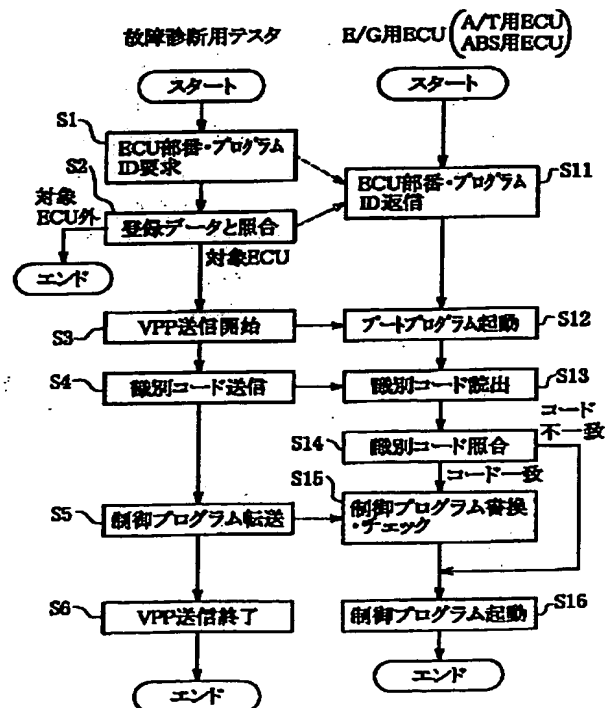 故障診断用テスタ
E/G用ECU(A/T用ECU
ABS用ECU)
スタート
スタート
S1
ECU部番・プログラム
ID要求
S11
ECU部番・プログラム
ID返信
S2
対象
ECU外
登録データと照合
エンド
対象ECU
S3
VPP送信開始
S12
ブートプログラム起動
S4
識別コード送信
S13
識別コード読出
コード
不一致
S14
識別コード照合
コード一致
S15
S5
制御プログラム転送
制御プログラム書換
・チェック
S6
VPP送信終了
S16
制御プログラム起動
エンド
エンド